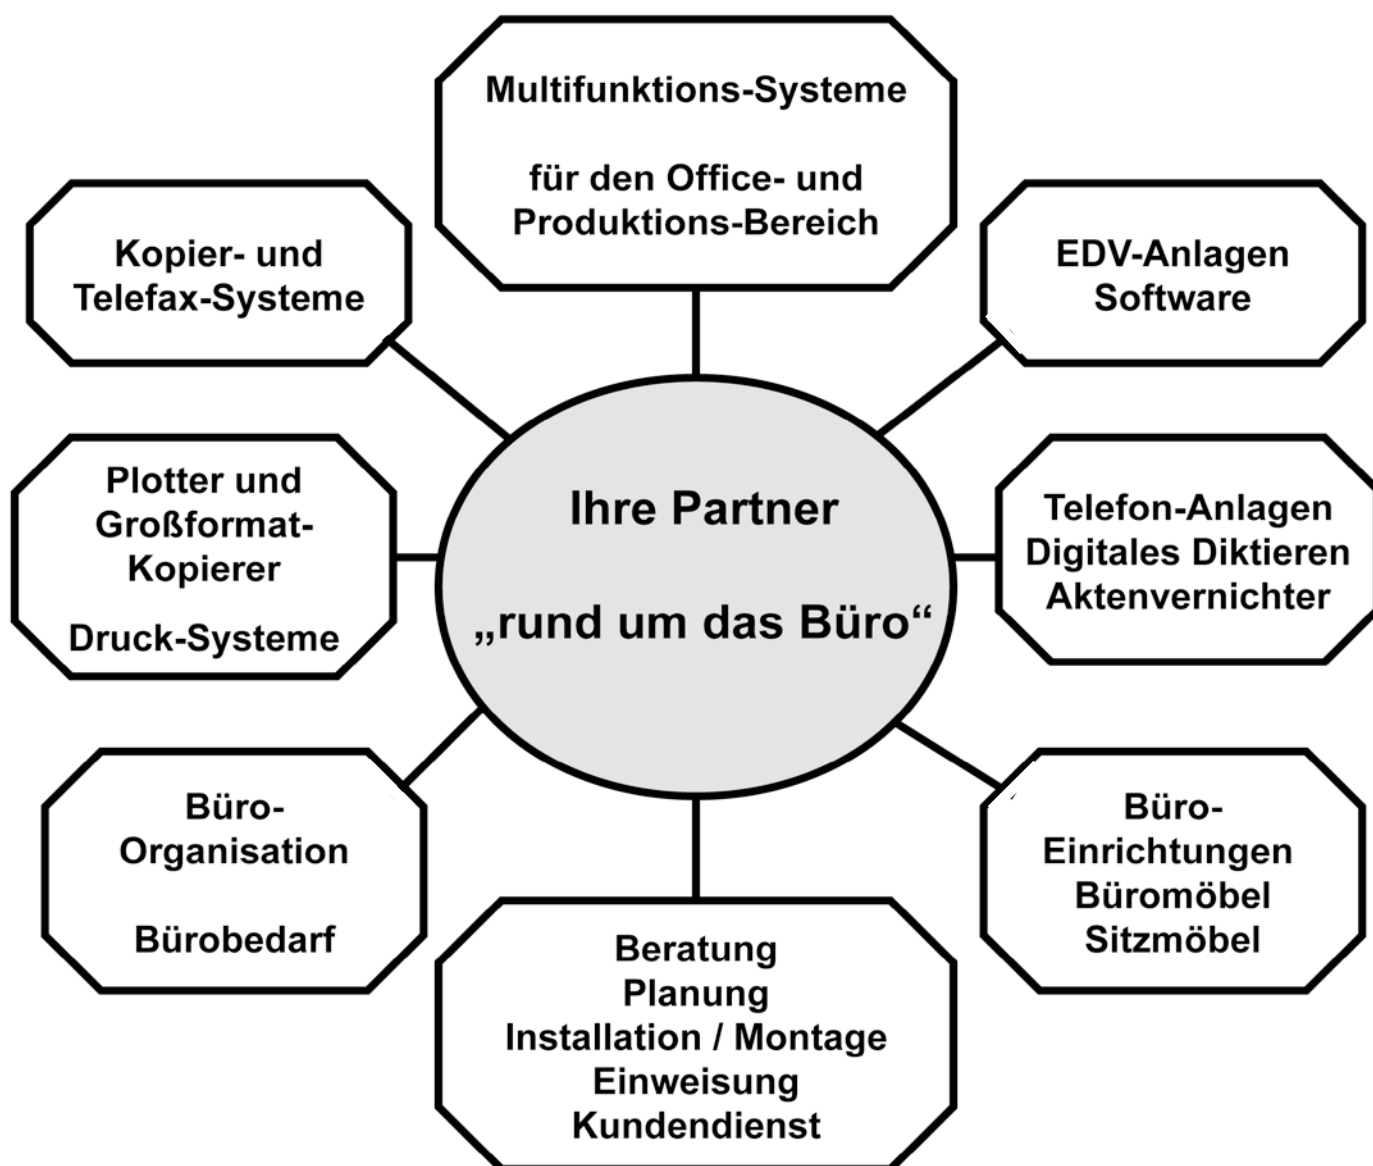 Multifunktions-Systeme
für den Office- und
Produktions-Bereich
Kopier- und
Telefax-Systeme
EDV-Anlagen
Software
Plotter und
Großformat-
Kopierer
Druck-Systeme
Ihre Partner
„rund um das Büro“
Telefon-Anlagen
Digitales Diktieren
Aktenvernichter
Büro-
Organisation
Bürobedarf
Büro-
Einrichtungen
Büromöbel
Sitzmöbel
Beratung
Planung
Installation / Montage
Einweisung
Kundendienst